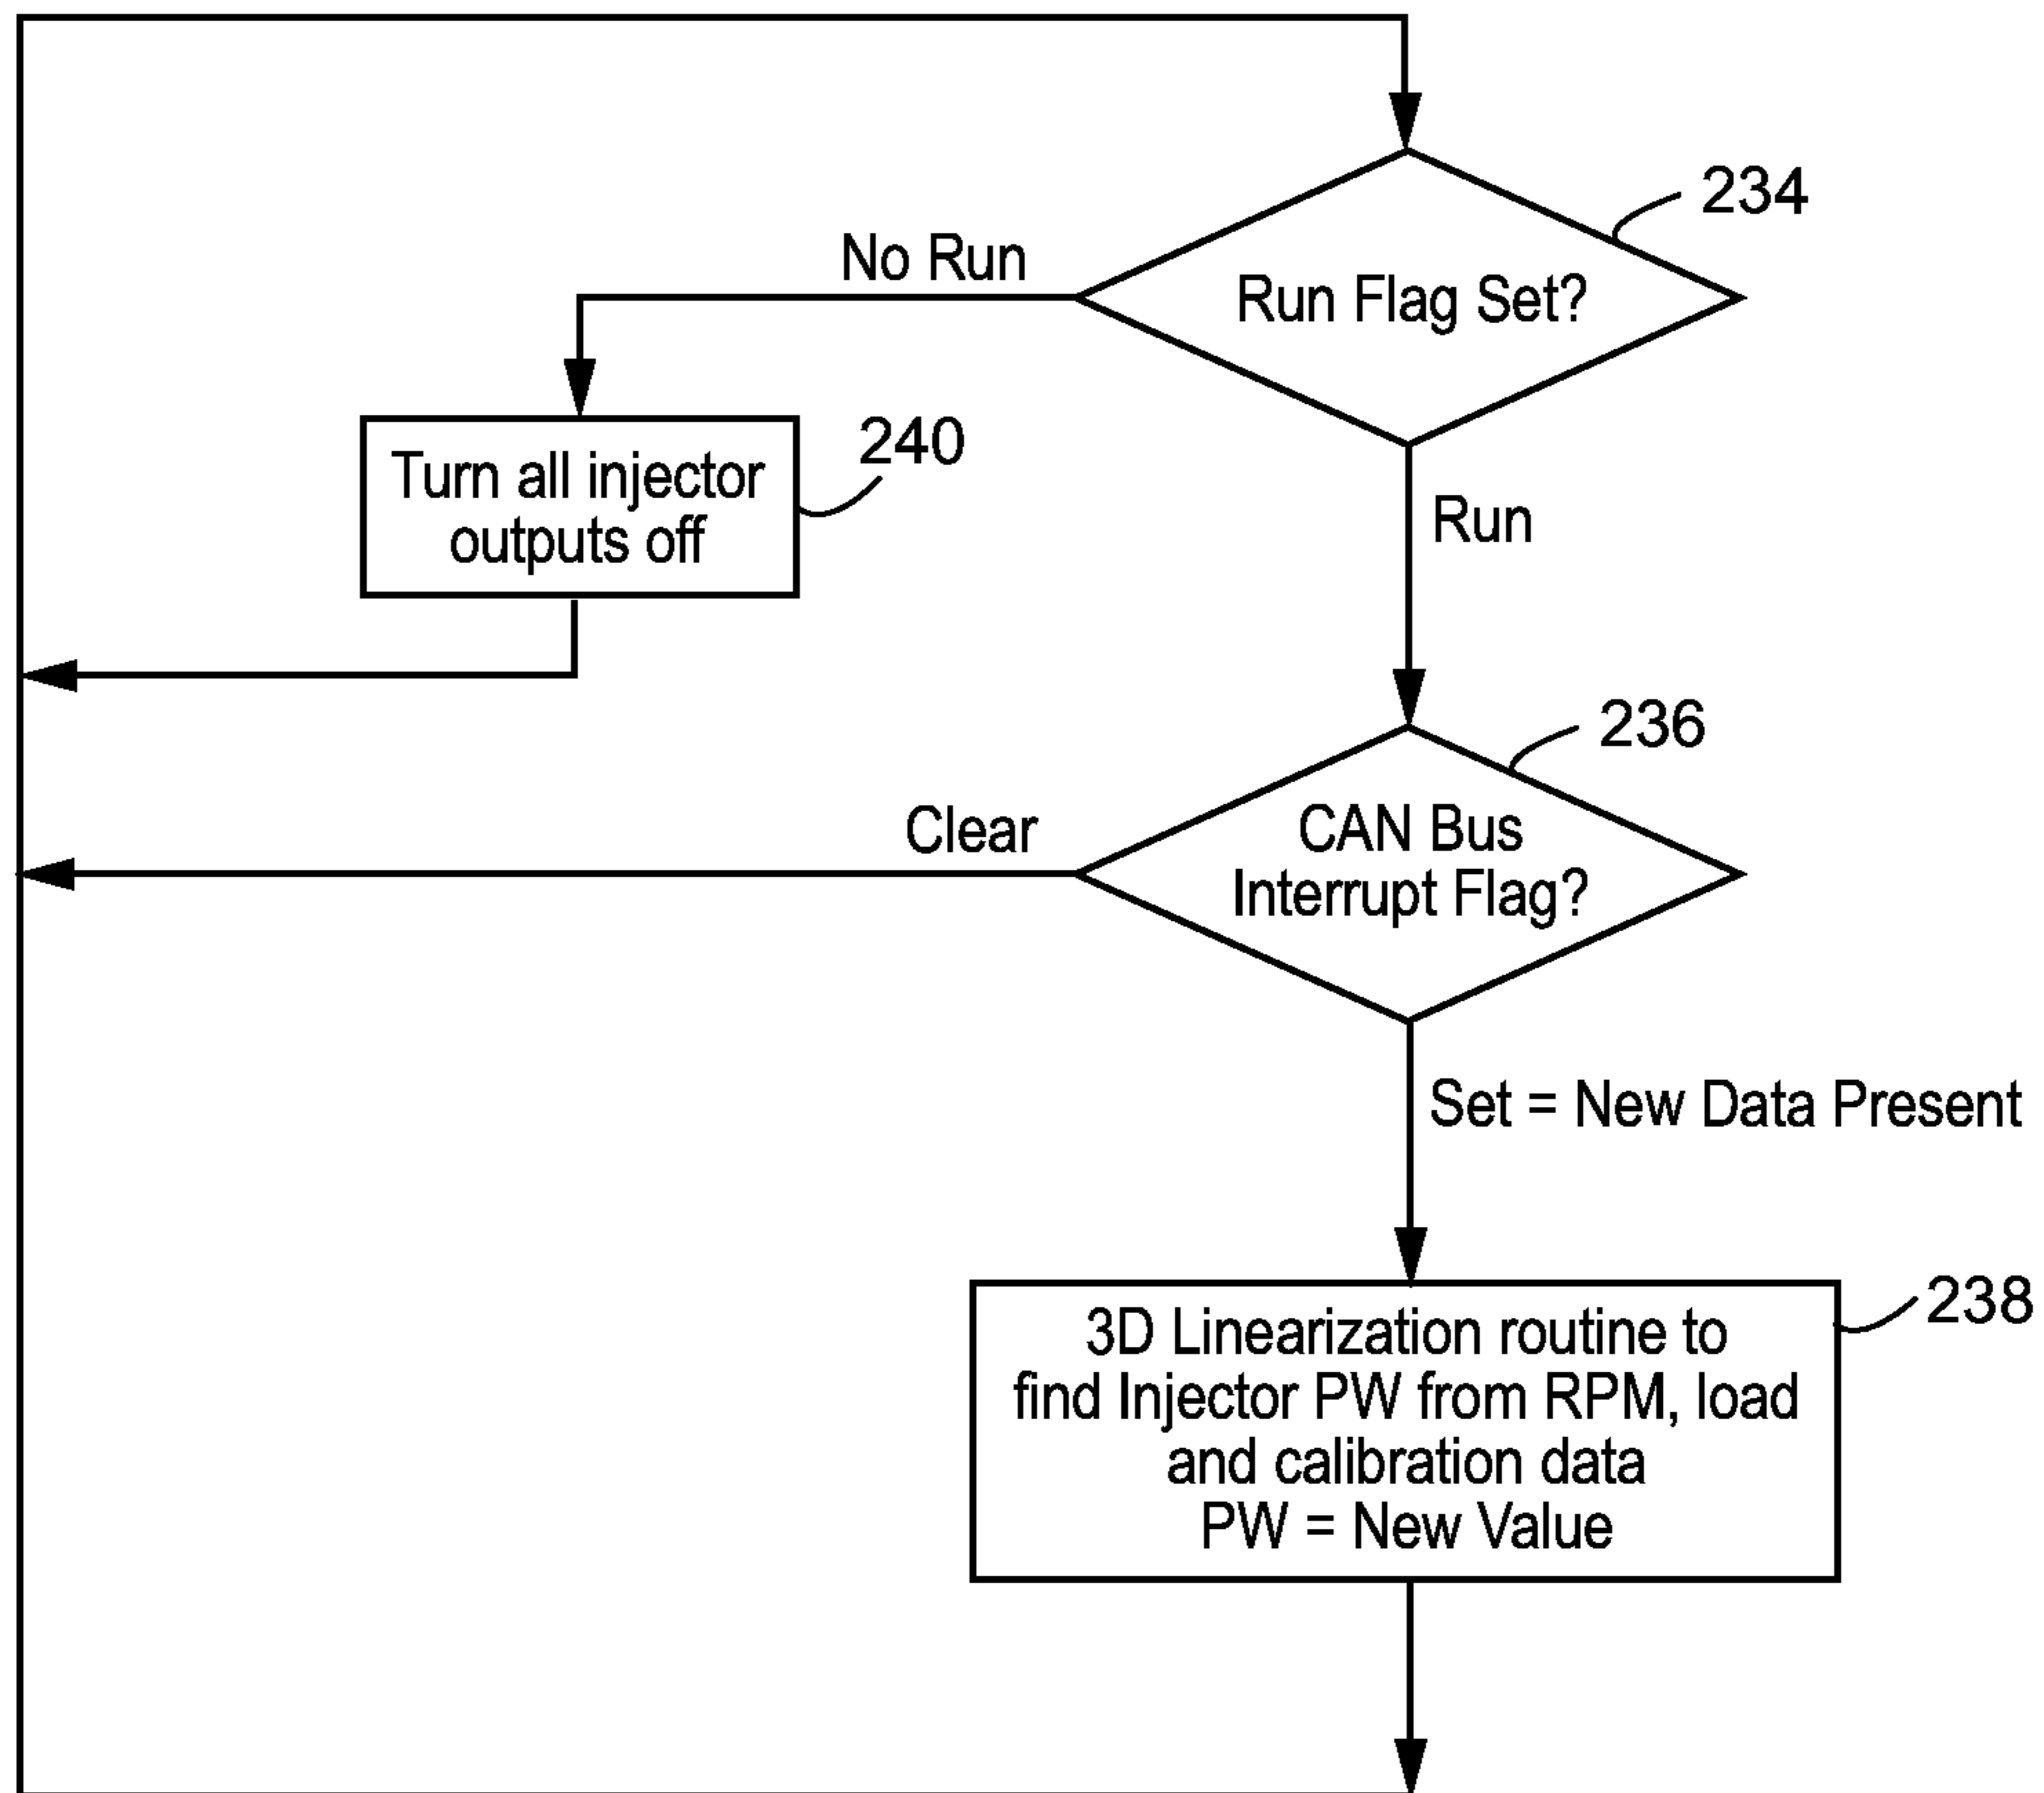 234
No Run
Run Flag Set?
240
Turn all injector
outputs off
Run
236
Clear
CAN Bus
Interrupt Flag?
Set = New Data Present
238
3D Linearization routine to
find Injector PW from RPM, load
and calibration data
PW = New Value